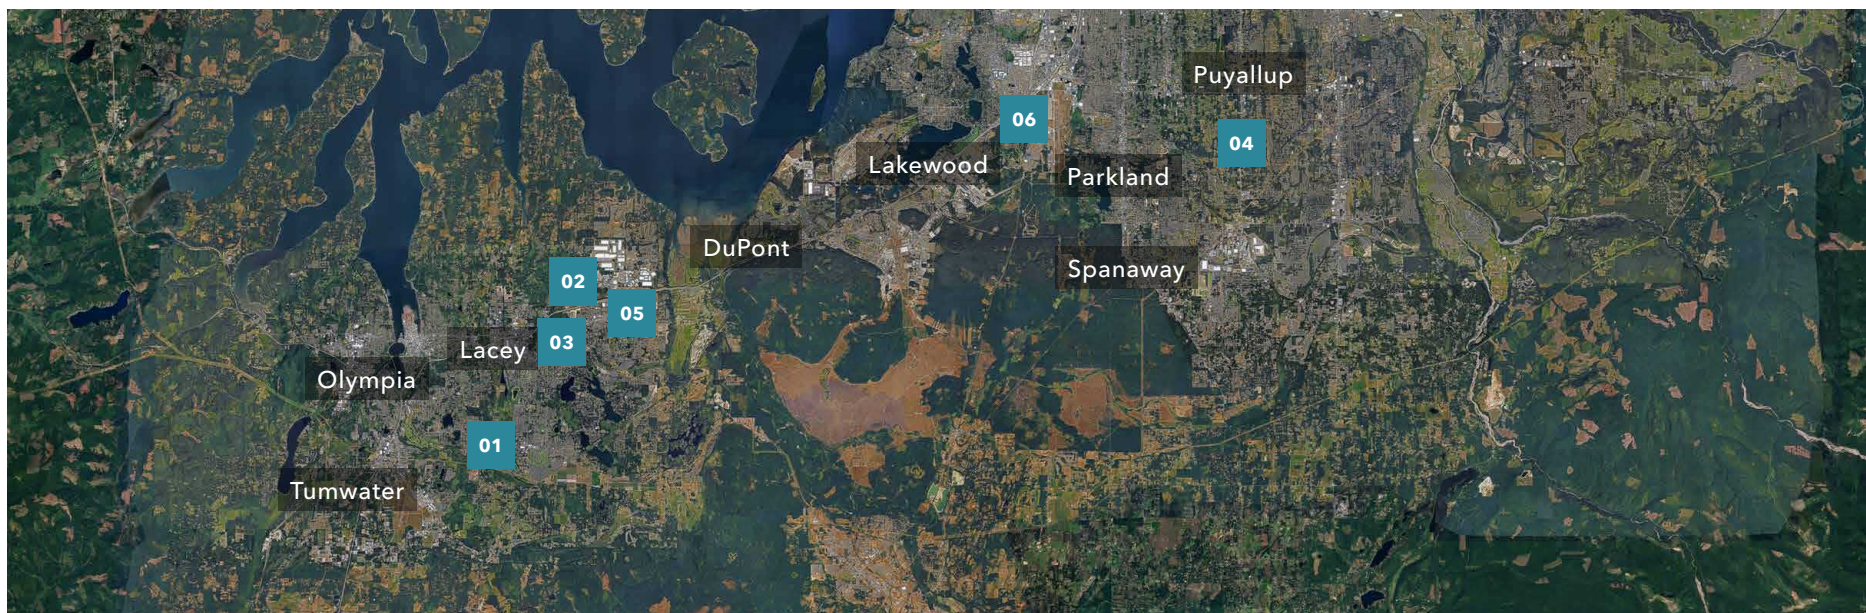 Puyallup
06
04
Lakewood
Parkland
DuPont
Spanaway
02
05
03
Lacey
Olympia
01
Tumwater